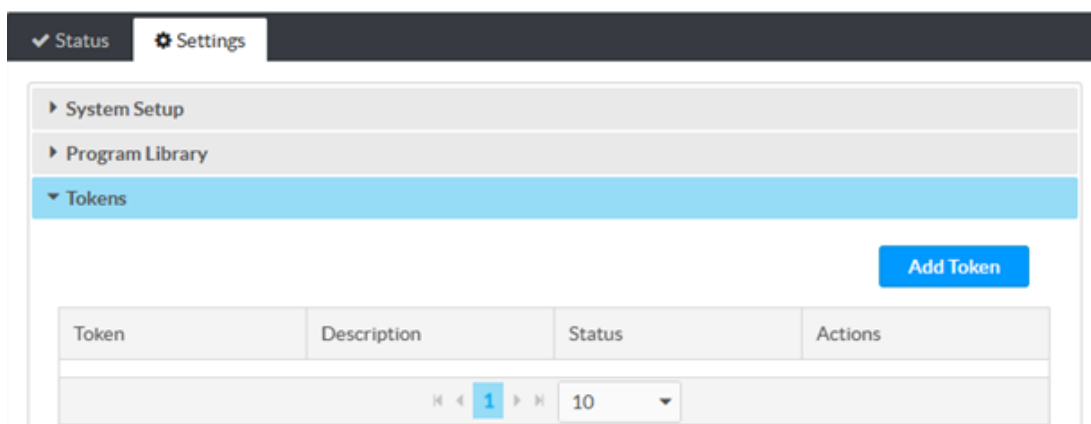 Status Settings
System Setup
Program Library
Tokens
Add Token
Token Description Status Actions
1 10